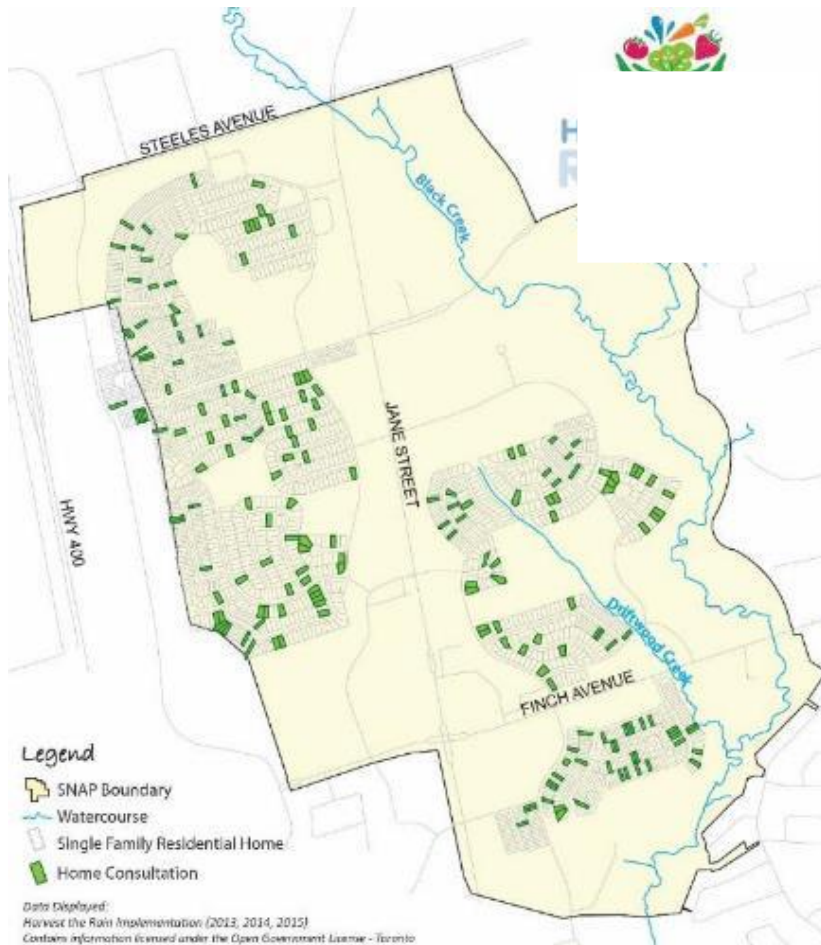 STEELES AVENUE
H
R
Black Creek
JANE STREET
HWY 400
Driftwood Creek
FINCH AVENUE
Legend
SNAP Boundary
Watercourse
Single Family Residential Home
Home Consultation
Data Displayed:
Harvest the Rain Implementation (2013, 2014, 2015)
Contains information licensed under the Open Government License - Toronto